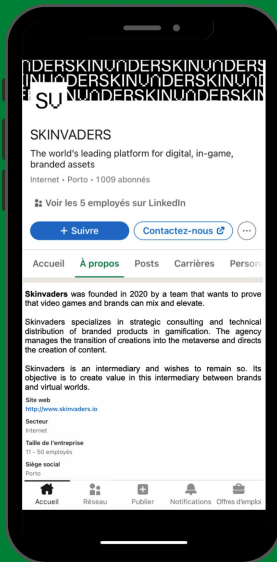 UNDERSKINVNDERSKINVNDERSK
SV
SKINVADERS
The world's leading platform for digital, in-game,
branded assets
Internet • Porto • 1009 abonnés
Voir les 5 employés sur LinkedIn
+ Suivre
Contactez-nous
Accueil
À propos
Posts
Carrières
Person
Skinvaders was founded in 2020 by a team that wants to prove
that video games and brands can mix and elevate.
Skinvaders specializes in strategic consulting and technical
distribution of branded products in gamification. The agency
manages the transition of creations into the metaverse and directs
the creation of content.
Skinvaders is an intermediary and wishes to remain so. Its
objective is to create value in this intermediary between brands
and virtual worlds.
Site web
http://www.skinvaders.io
Secteur
Internet
Taille de l'entreprise
11 - 50 employés
Siège social
Porto
Accueil
Réseau
Publier
Notifications
Offres d'emploi